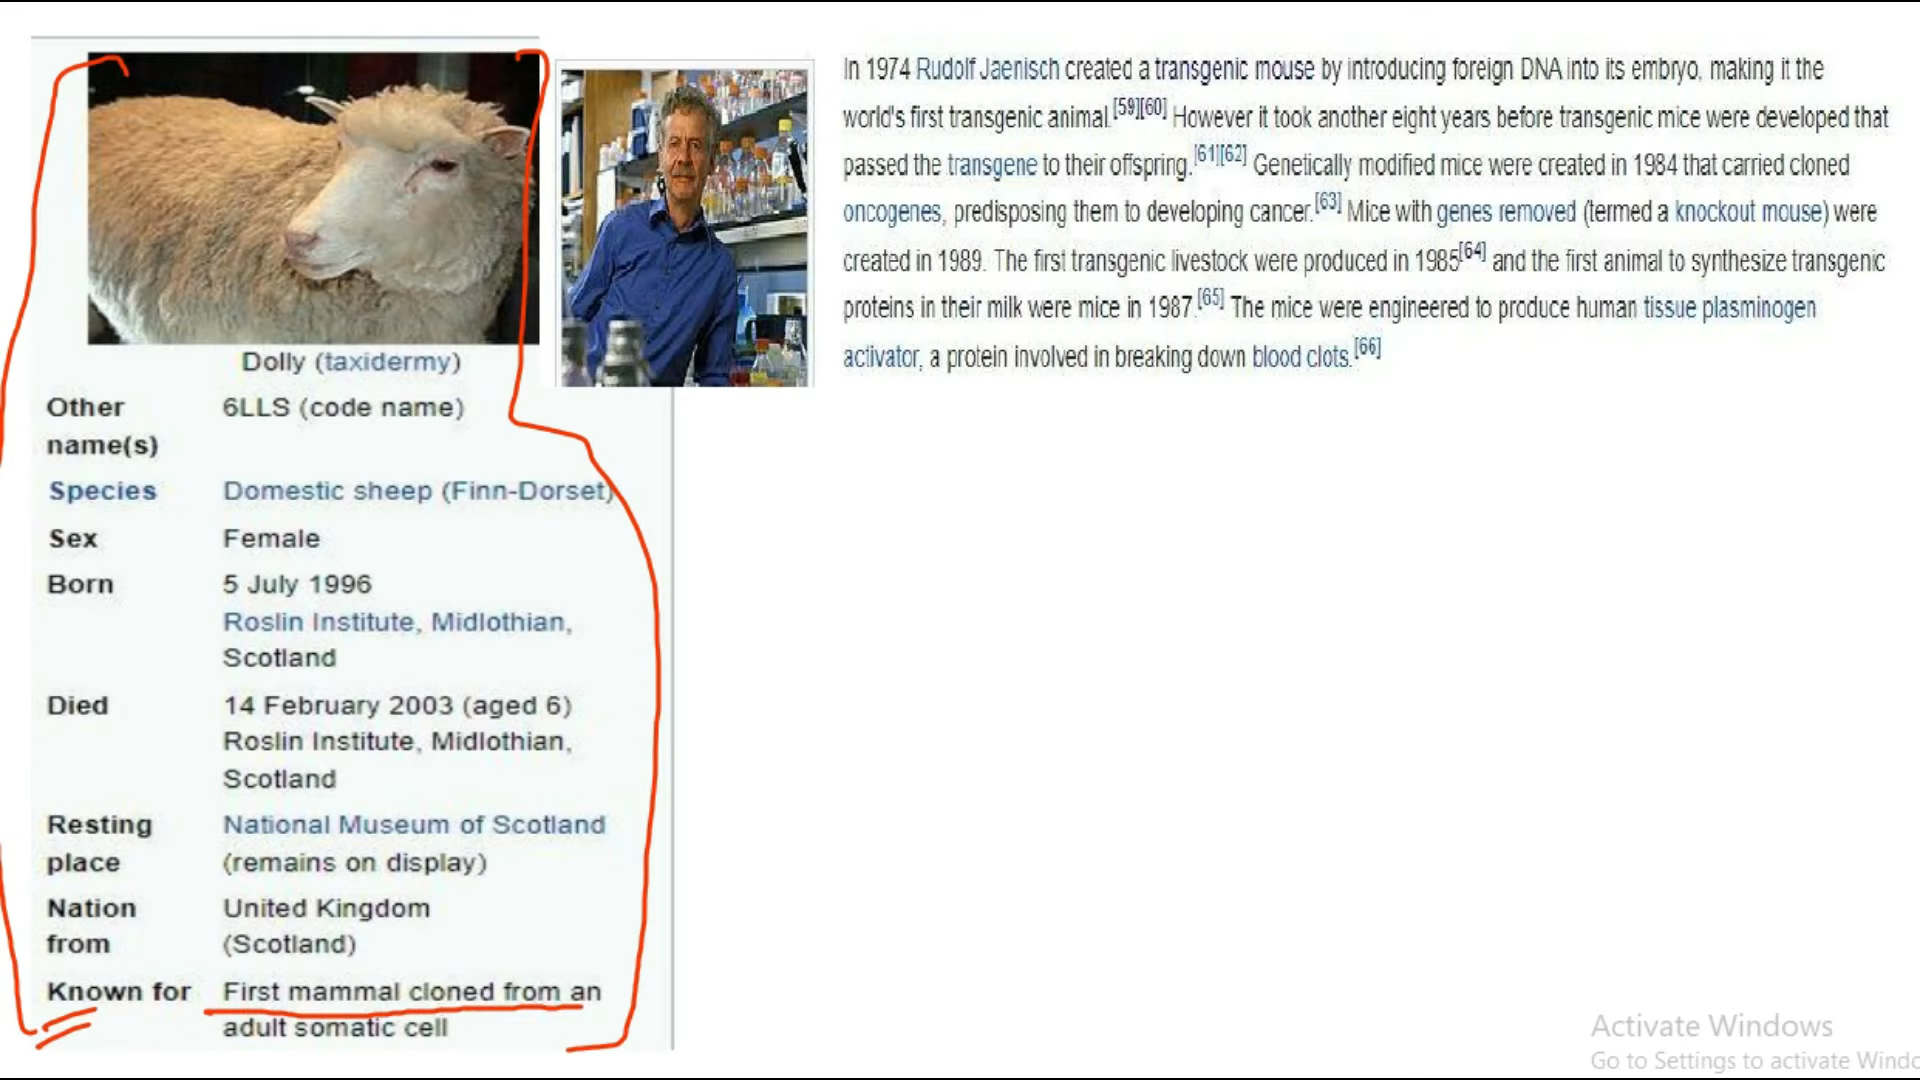 Dolly (taxidermy)
Other name(s) 6LLS (code name)
Species Domestic sheep (Finn-Dorset)
Sex Female
Born 5 July 1996
Roslin Institute, Midlothian,
Scotland
Died 14 February 2003 (aged 6)
Roslin Institute, Midlothian,
Scotland
Resting place National Museum of Scotland
(remains on display)
Nation from United Kingdom
(Scotland)
Known for First mammal cloned from an
adult somatic cell
In 1974 Rudolf Jaenisch created a transgenic mouse by introducing foreign DNA into its embryo, making it the
world's first transgenic animal.[59][60] However it took another eight years before transgenic mice were developed that
passed the transgene to their offspring.[61][62] Genetically modified mice were created in 1984 that carried cloned
oncogenes, predisposing them to developing cancer.[63] Mice with genes removed (termed a knockout mouse) were
created in 1989. The first transgenic livestock were produced in 1985[64] and the first animal to synthesize transgenic
proteins in their milk were mice in 1987.[65] The mice were engineered to produce human tissue plasminogen
activator, a protein involved in breaking down blood clots.[66]
Activate Windows
Go to Settings to activate Windo